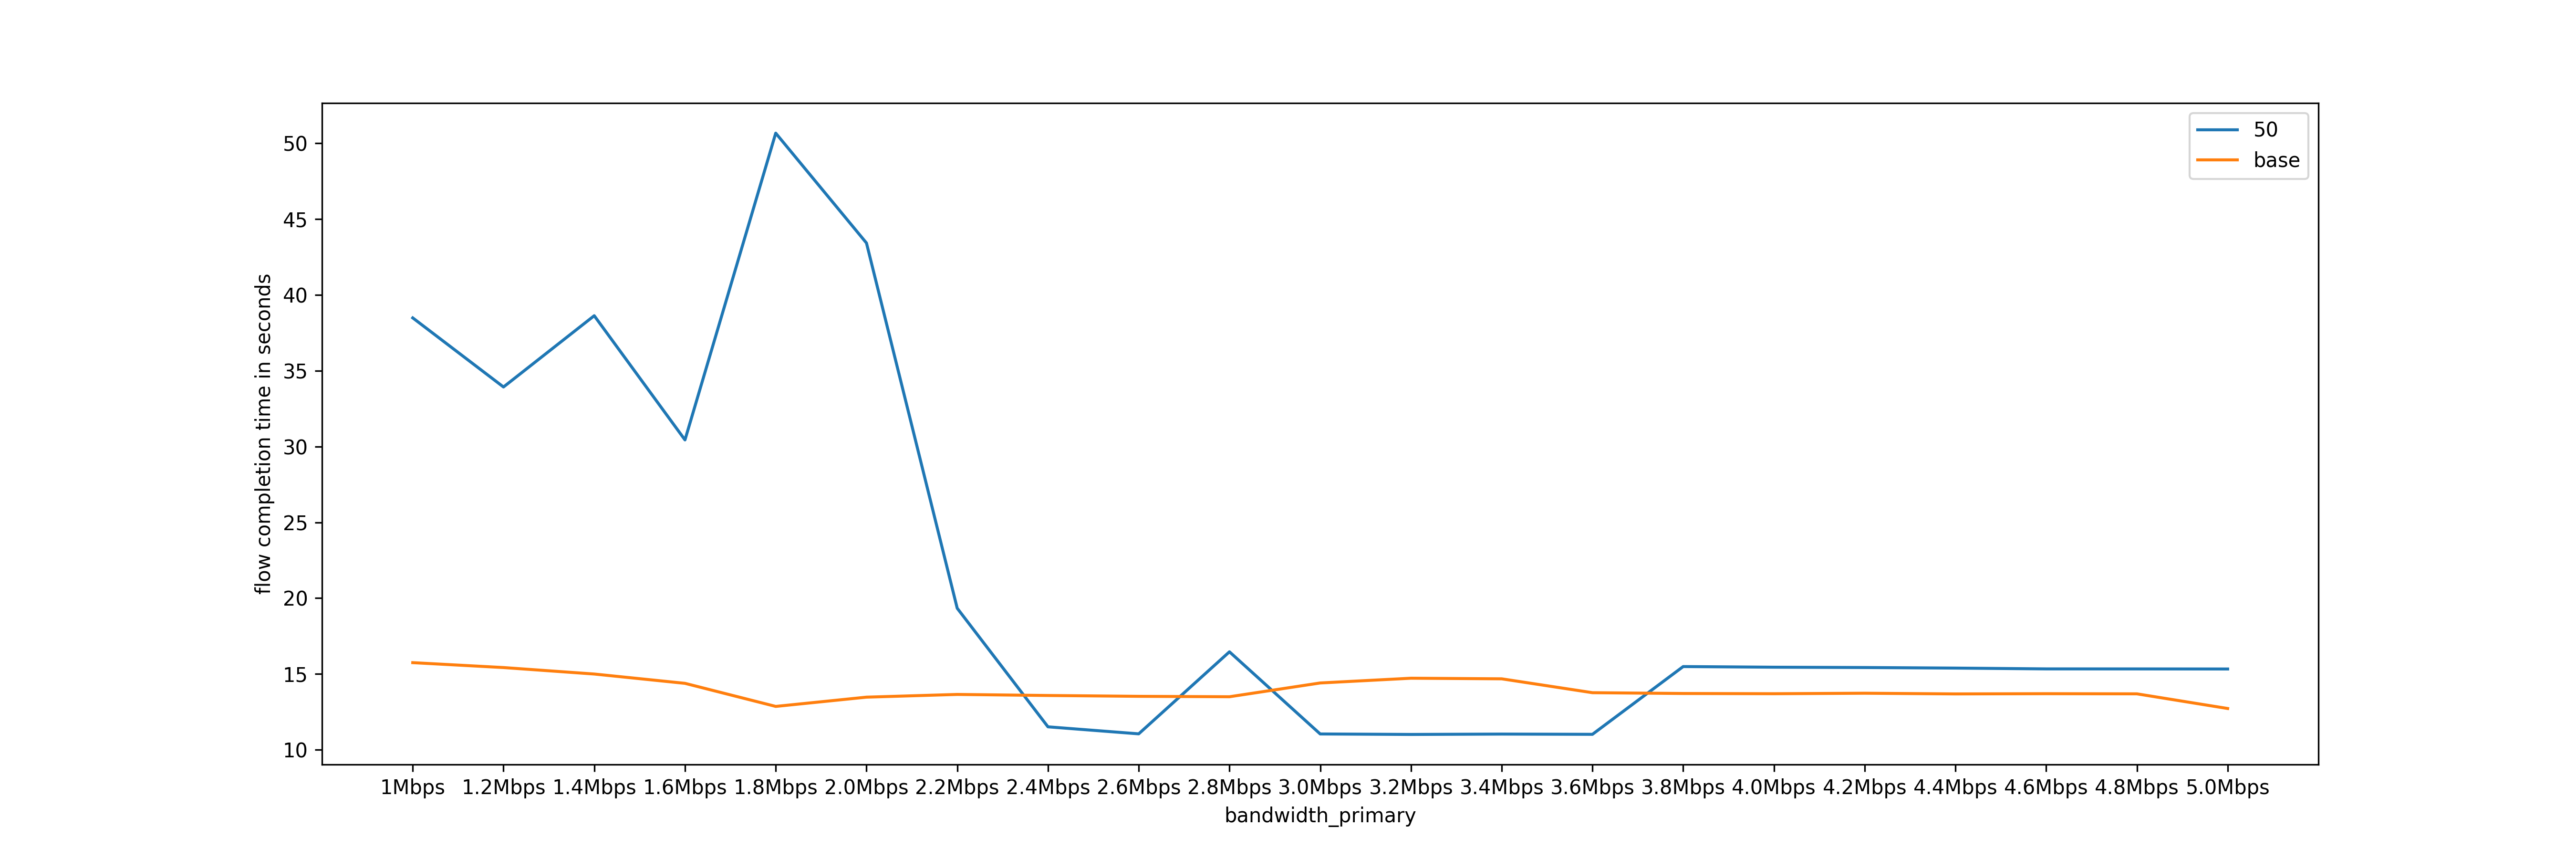 50
base
50
45
40
35
30
25
20
15
10
flow completion time in seconds
1Mbps 1.2Mbps 1.4Mbps 1.6Mbps 1.8Mbps 2.0Mbps 2.2Mbps 2.4Mbps 2.6Mbps 2.8Mbps 3.0Mbps 3.2Mbps 3.4Mbps 3.6Mbps 3.8Mbps 4.0Mbps 4.2Mbps 4.4Mbps 4.6Mbps 4.8Mbps 5.0Mbps
bandwidth_primary